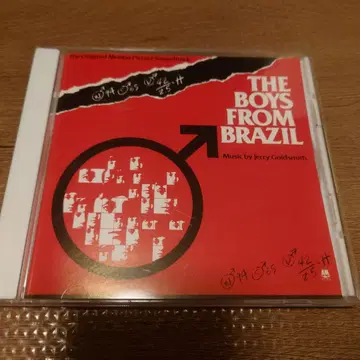 The Original Motion Picture Soundtrack
THE
BOYS
FROM
BRAZIL
Music by Jerry Goldsmith